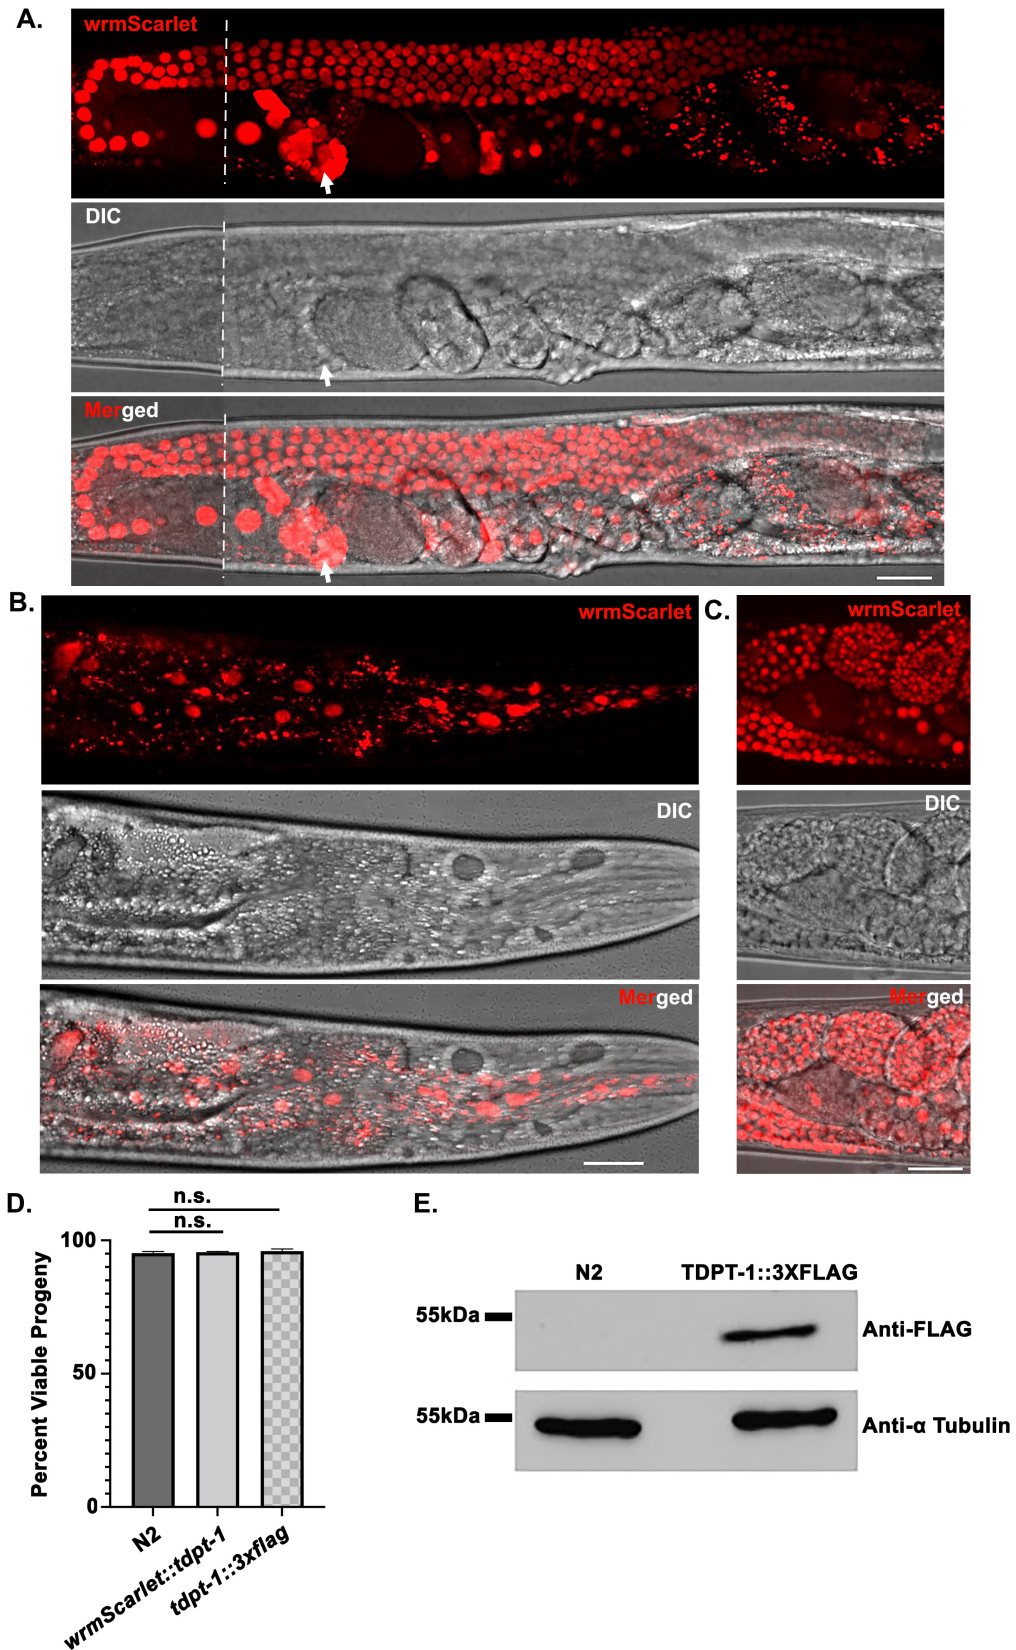 A.
wrmScarlet
DIC
Merged
B.
wrmScarlet
C.
wrmScarlet
DIC
DIC
Merged
Merged
D.
n.s.
n.s.
Percent Viable Progeny
100
50
0
N2
wrmScarlet::tdpt-1
tdpt-1::3xflag
E.
N2
TDPT-1::3XFLAG
55kDa
Anti-FLAG
55kDa
Anti-α Tubulin